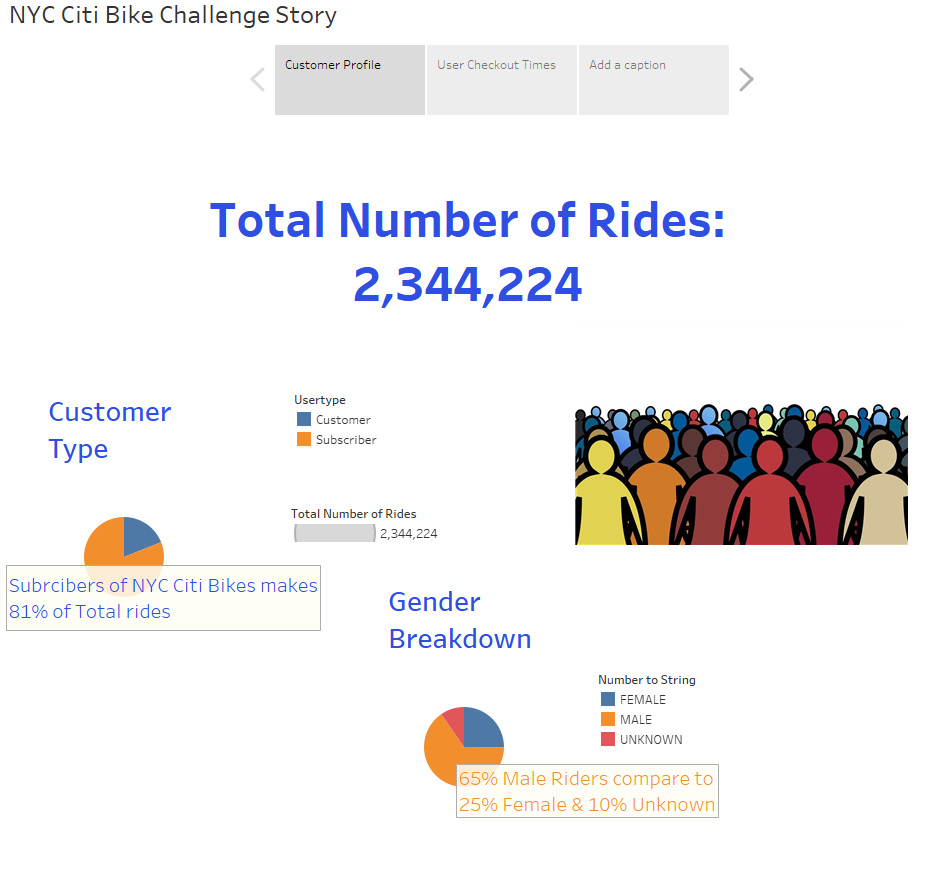 NYC Citi Bike Challenge Story
Customer Profile
User Checkout Times
Add a caption
Total Number of Rides:
2,344,224
Customer
Type
Usertype
Customer
Subscriber
Total Number of Rides
2,344,224
Subrcibers of NYC Citi Bikes makes
81% of Total rides
Gender
Breakdown
Number to String
FEMALE
MALE
UNKNOWN
65% Male Riders compare to
25% Female & 10% Unknown